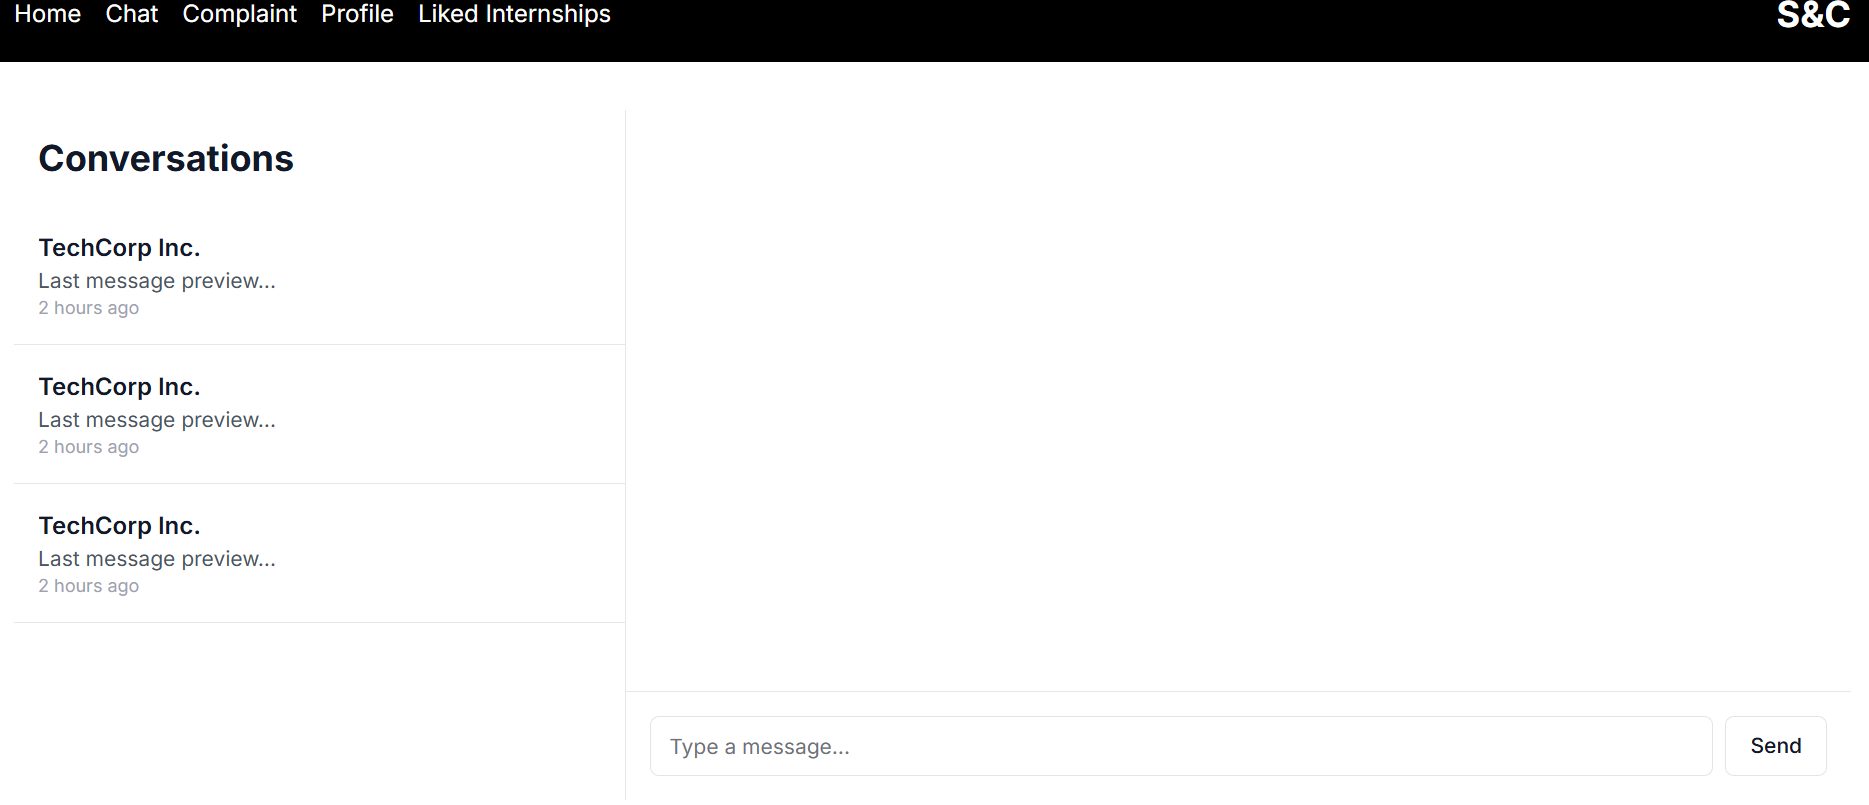 Home Chat Complaint Profile Liked Internships S&C
Conversations
TechCorp Inc.
Last message preview...
2 hours ago
TechCorp Inc.
Last message preview...
2 hours ago
TechCorp Inc.
Last message preview...
2 hours ago
Type a message...
Send